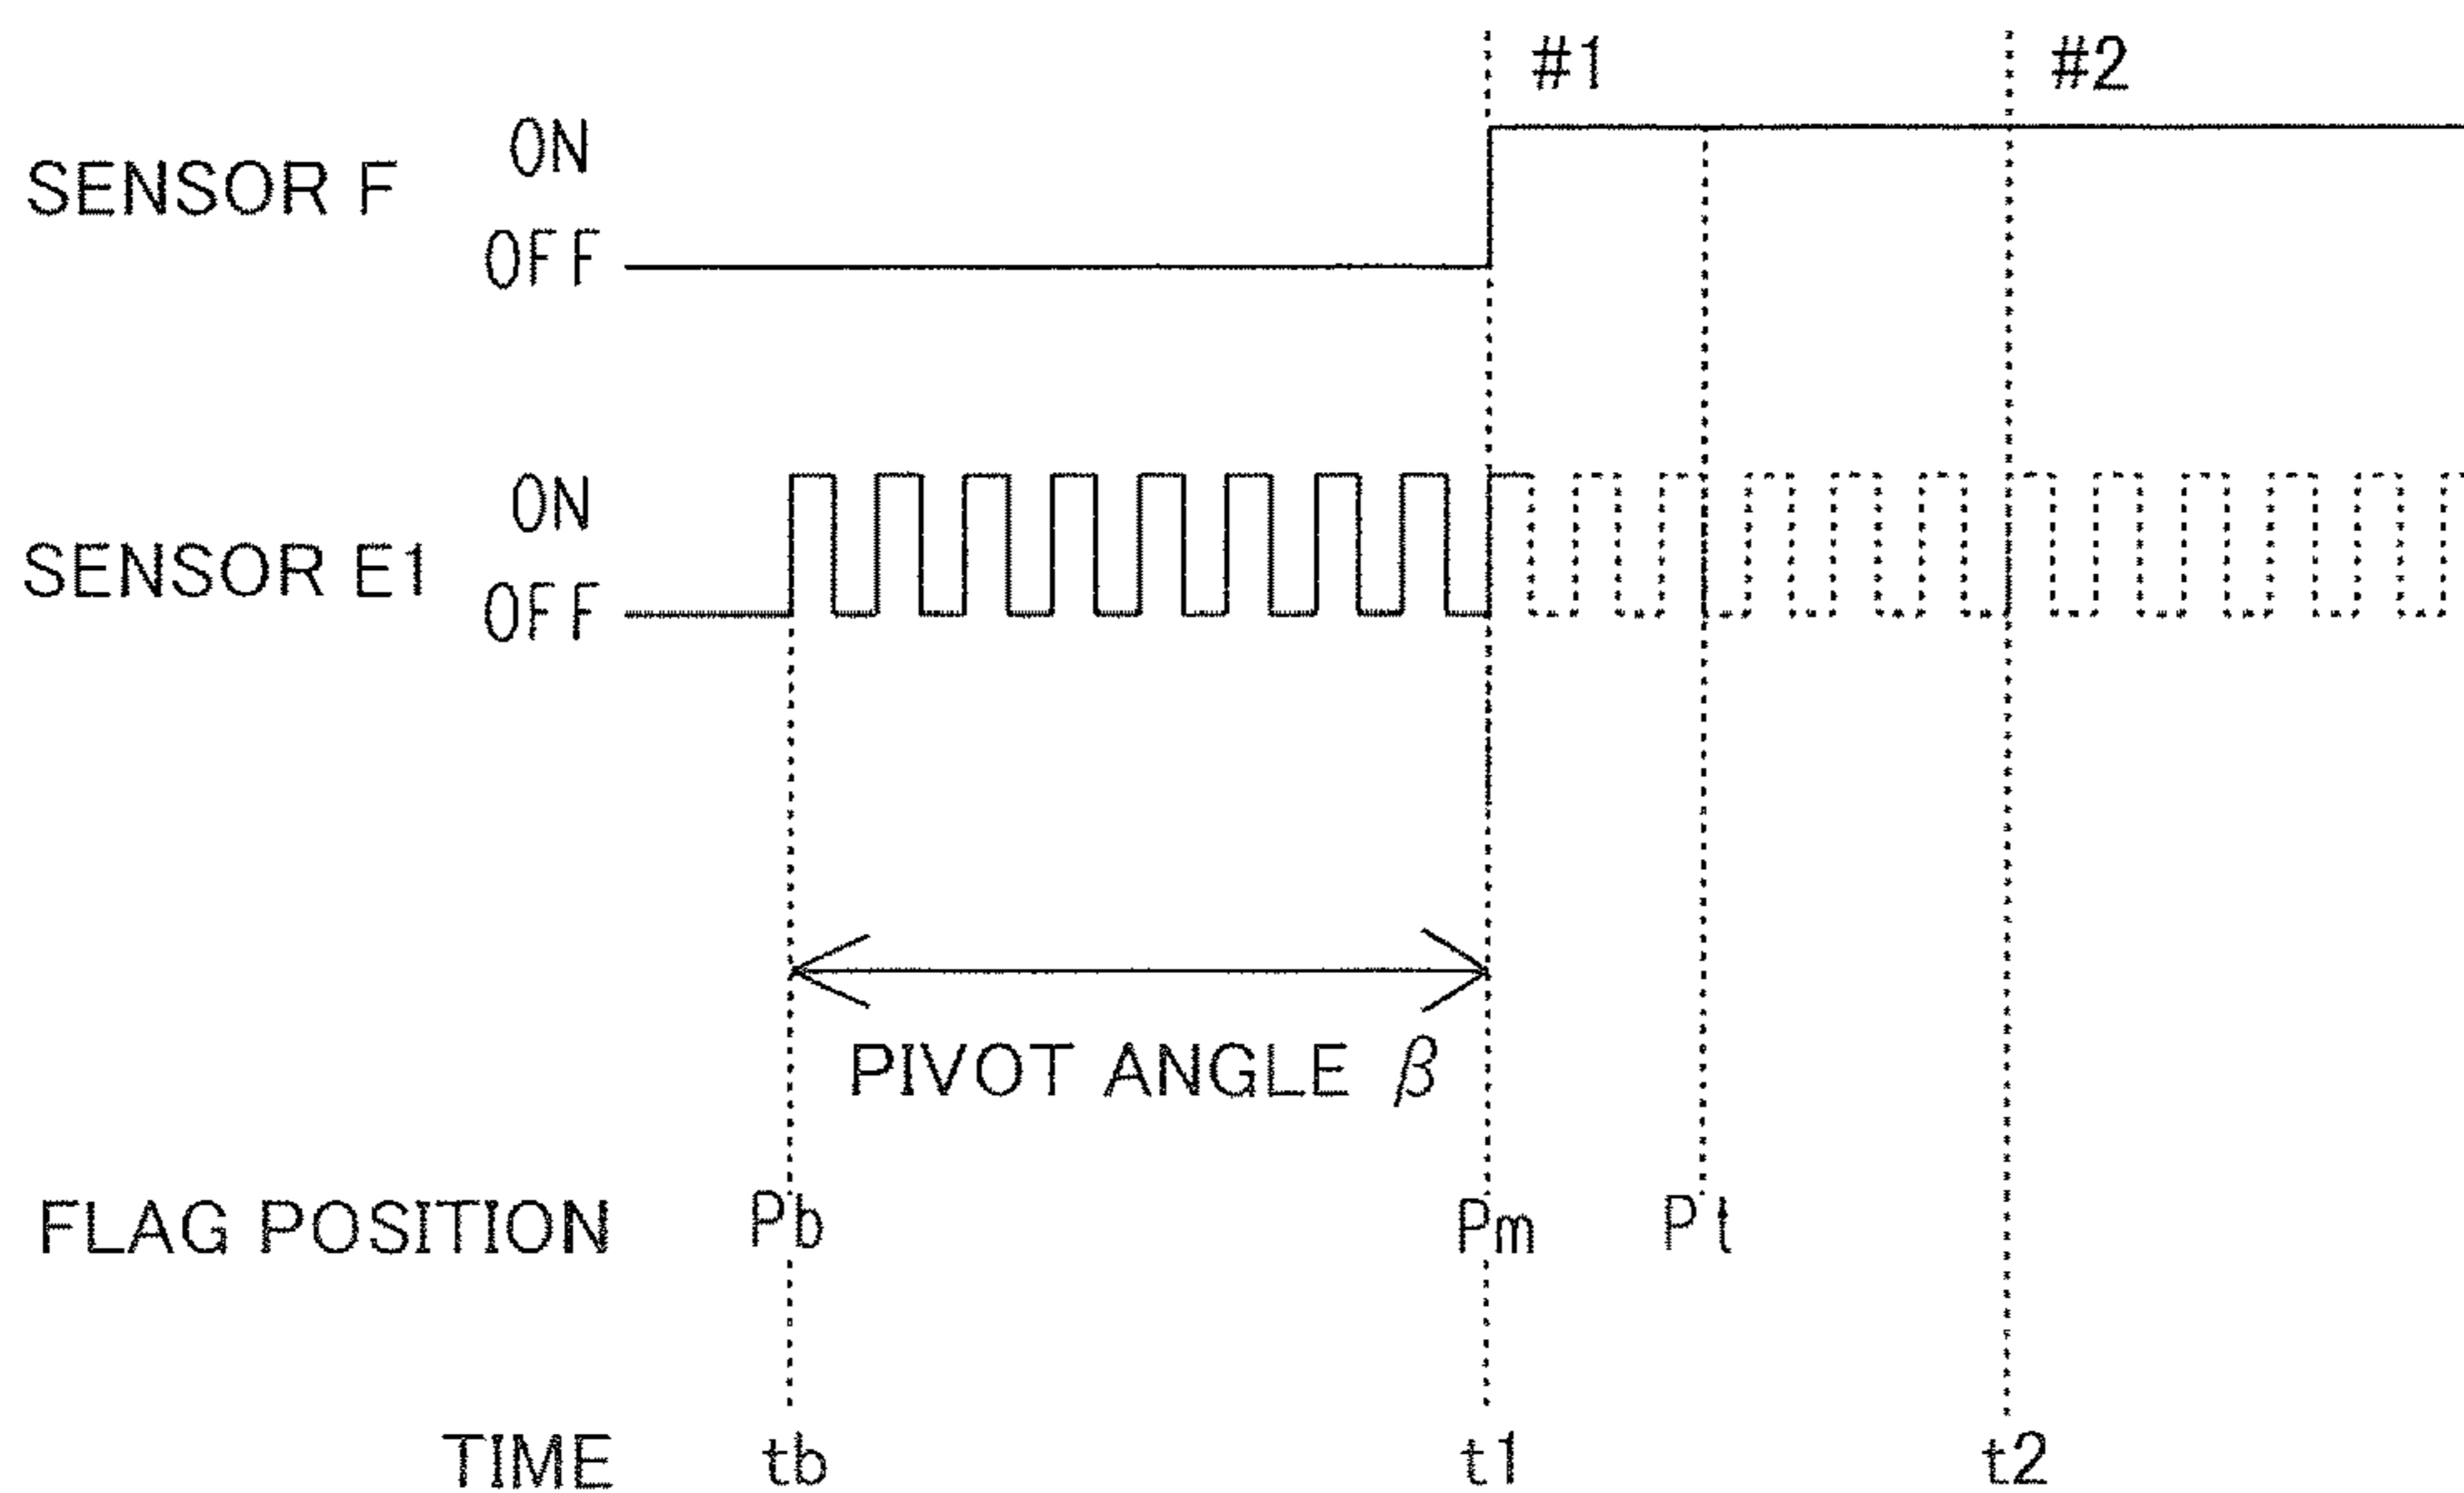 #1 #2
SENSOR F ON
OFF
SENSOR E1 ON
OFF
PIVOT ANGLE β
FLAG POSITION Pb Pm Pl
TIME tb t1 t2